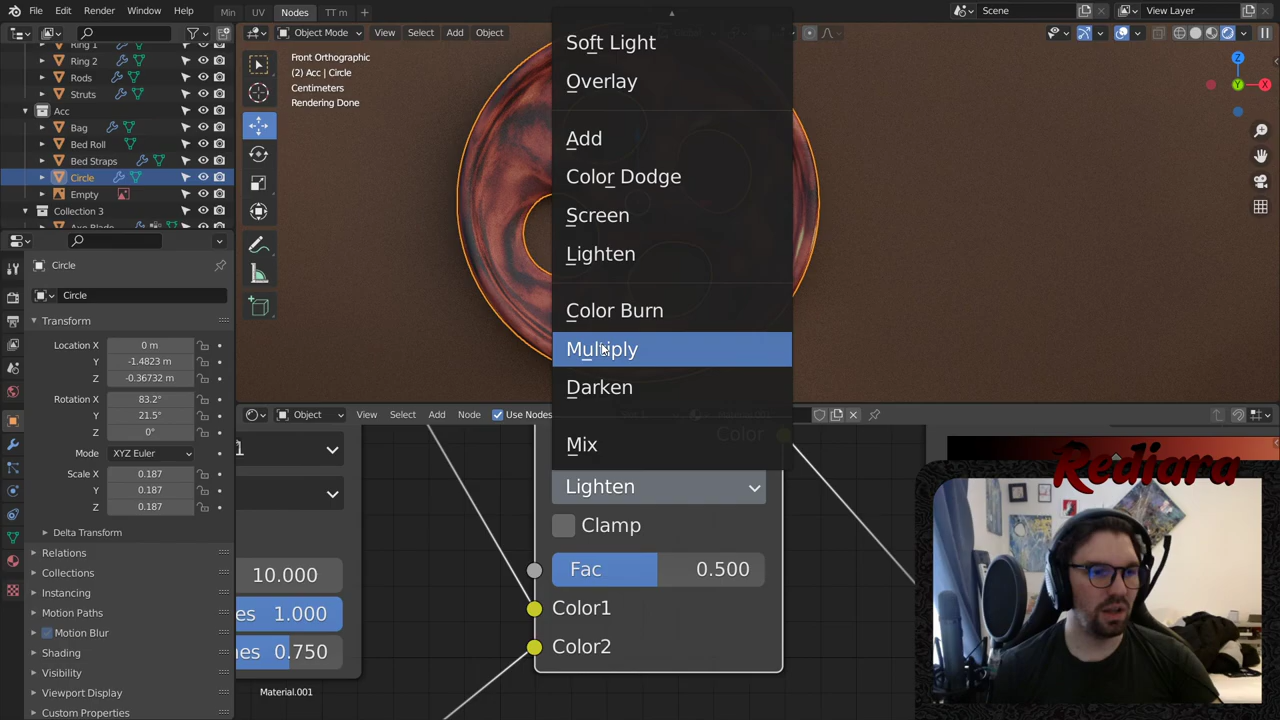 File Edit Render Window Help Min UV Nodes TT m + Scene View Layer
Object Mode View Select Add Object
Ring 1
Ring 2
Rods
Struts
Acc
Bag
Bed Roll
Bed Straps
Circle
Empty
Collection 3
Axe Blade
Front Orthographic
(2) Acc | Circle
Centimeters
Rendering Done
Z
Y
X
Soft Light
Overlay
Add
Color Dodge
Screen
Lighten
Color Burn
Multiply
Darken
Mix
Circle
Circle
Transform
Location X 0 m
Y -1.4823 m
Z -0.36732 m
Rotation X 83.2°
Y 21.5°
Z 0°
Mode XYZ Euler
Scale X 0.187
Y 0.187
Z 0.187
Delta Transform
Relations
Collections
Instancing
Motion Paths
Motion Blur
Shading
Visibility
Viewport Display
Custom Properties
Object View Select Add Node Use Nodes
Color
1
Lighten
Clamp
10.000
Fac 0.500
es 1.000
Color1
nes 0.750
Color2
Material.001
Rediara